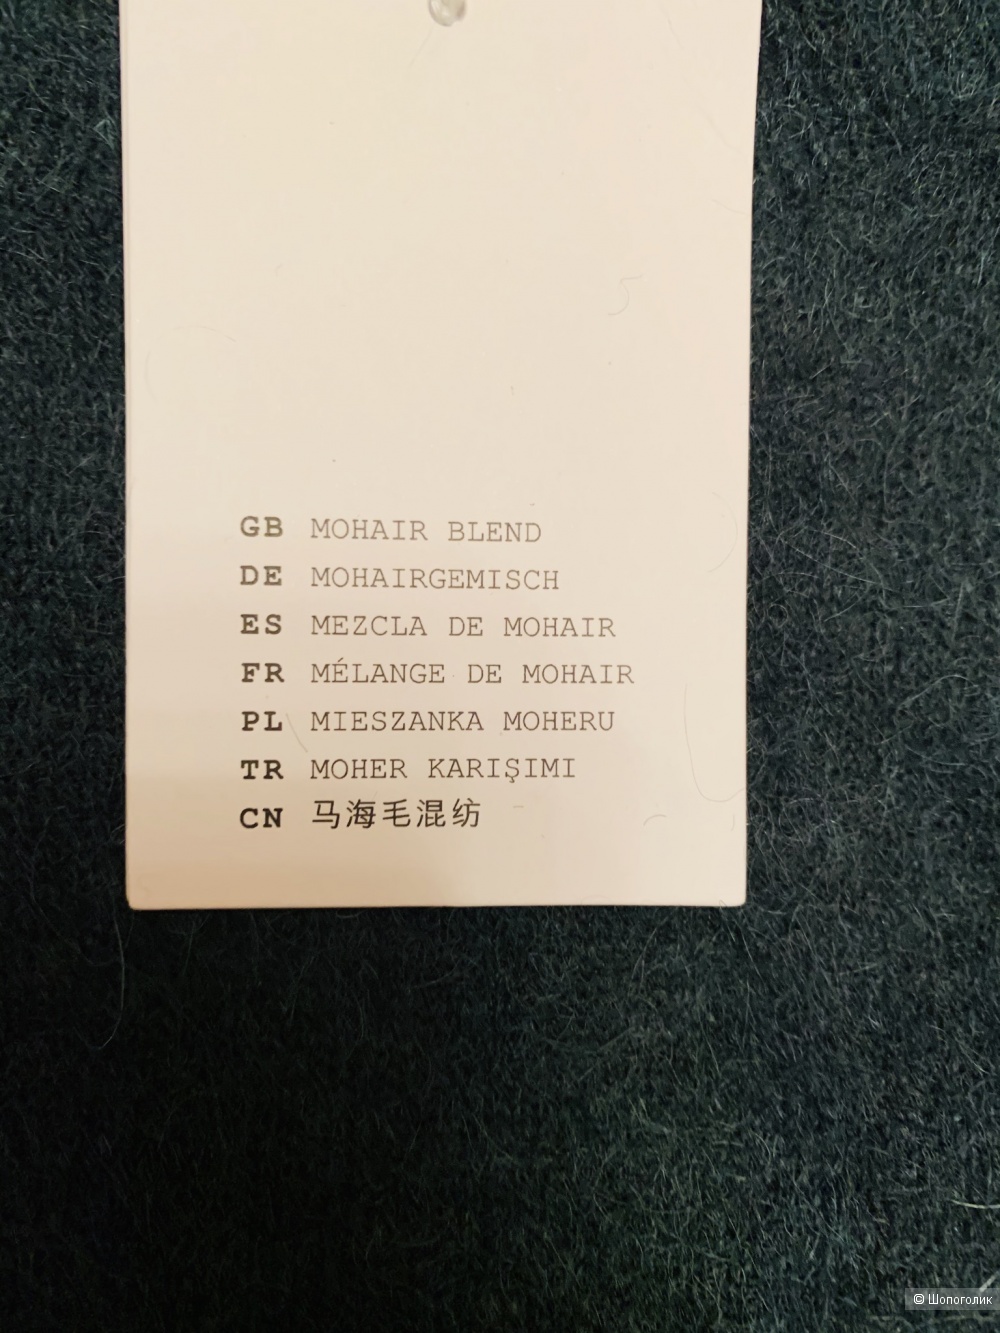 GB MOHAIR BLEND
DE MOHAIRGEMISCH
ES MEZCLA DE MOHAIR
FR MÉLANGE DE MOHAIR
PL MIESZANKA MOHERU
TR MOHER KARIŞIMI
CN 马海毛混纺
© Шопоголик